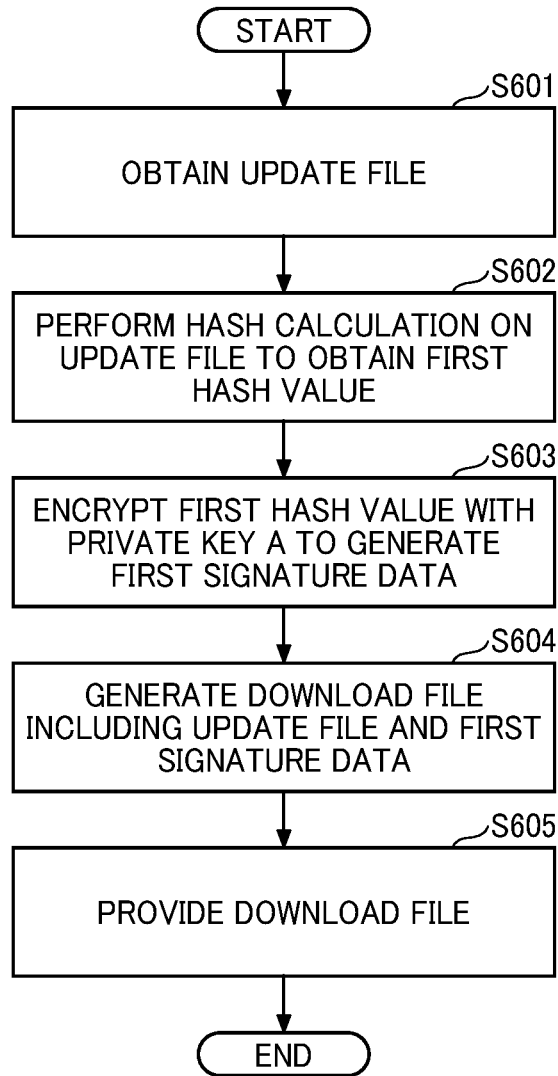 START
S601
OBTAIN UPDATE FILE
S602
PERFORM HASH CALCULATION ON
UPDATE FILE TO OBTAIN FIRST
HASH VALUE
S603
ENCRYPT FIRST HASH VALUE WITH
PRIVATE KEY A TO GENERATE
FIRST SIGNATURE DATA
S604
GENERATE DOWNLOAD FILE
INCLUDING UPDATE FILE AND FIRST
SIGNATURE DATA
S605
PROVIDE DOWNLOAD FILE
END